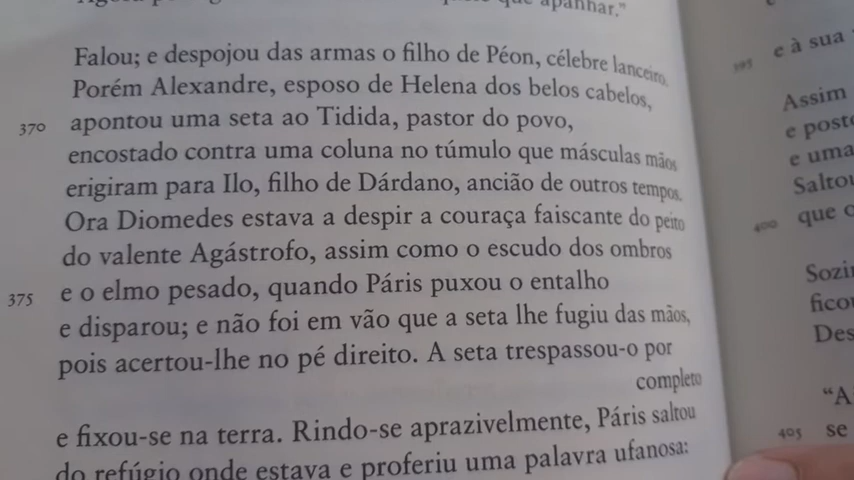 que apanhar."
Falou; e despojou das armas o filho de Péon, célebre lanceiro.
Porém Alexandre, esposo de Helena dos belos cabelos,
370 apontou uma seta ao Tidida, pastor do povo,
encostado contra uma coluna no túmulo que másculas mãos
erigiram para Ilo, filho de Dárdano, ancião de outros tempos.
Ora Diomedes estava a despir a couraça faiscante do peito
do valente Agástrofo, assim como o escudo dos ombros
375 e o elmo pesado, quando Páris puxou o entalho
e disparou; e não foi em vão que a seta lhe fugiu das mãos,
pois acertou-lhe no pé direito. A seta trespassou-o por
completo
e fixou-se na terra. Rindo-se aprazivelmente, Páris saltou
do refúgio onde estava e proferiu uma palavra ufanosa:
395 e à sua
Assim
e
e uma
que
400
Des
"A
405 se